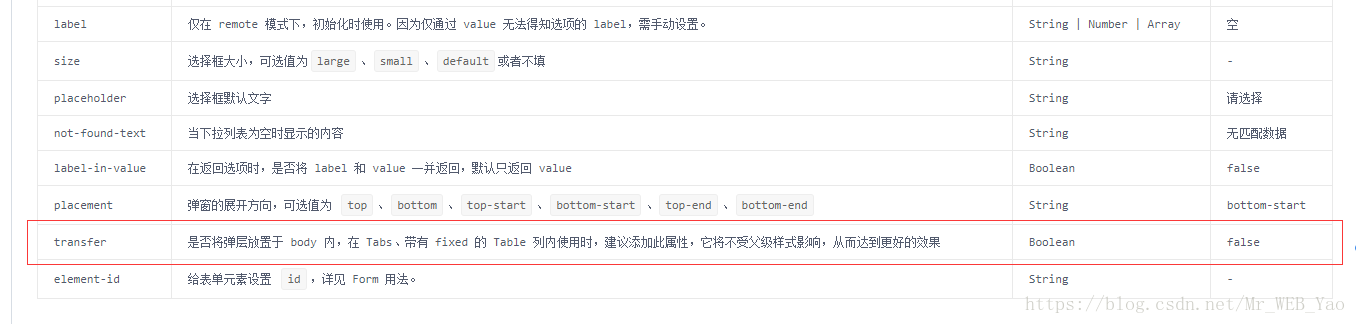 label 仅在 remote 模式下，初始化时使用。因为仅通过 value 无法得知选项的 label，需手动设置。 String | Number | Array 空
size 选择框大小，可选值为 large 、 small 、 default 或者不填 String -
placeholder 选择框默认文字 String 请选择
not-found-text 当下拉列表为空时显示的内容 String 无匹配数据
label-in-value 在返回选项时，是否将 label 和 value 一并返回，默认只返回 value Boolean false
placement 弹窗的展开方向，可选值为 top 、 bottom 、 top-start 、 bottom-start 、 top-end 、 bottom-end String bottom-start
transfer 是否将弹层放置于 body 内，在 Tabs、带有 fixed 的 Table 列内使用时，建议添加此属性，它将不受父级样式影响，从而达到更好的效果 Boolean false
element-id 给表单元素设置 id ，详见 Form 用法。 String -
https://blog.csdn.net/Mr_WEB_Yao